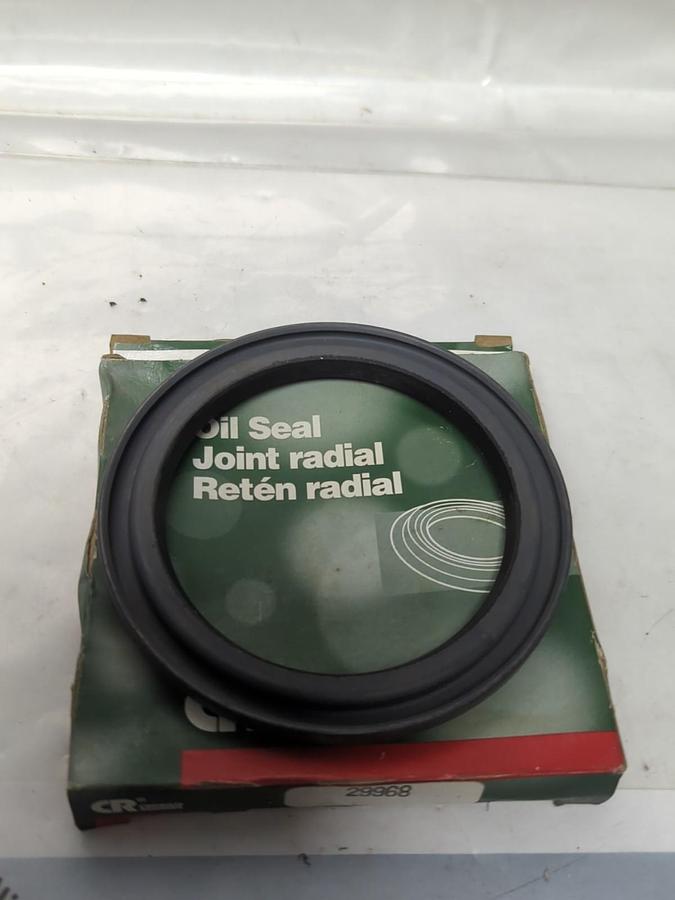 Oil Seal
Joint radial
Retén radial
CR®
29968